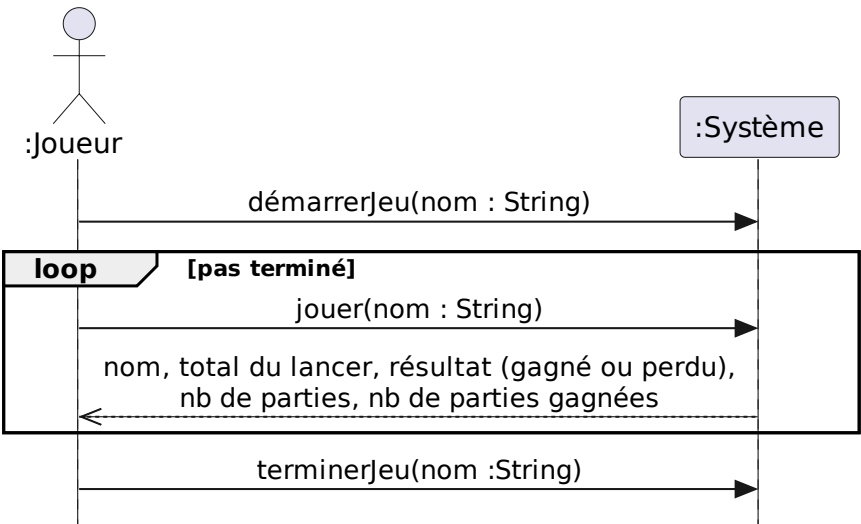 :Joueur
:Système
démarrerJeu(nom : String)
loop
[pas terminé]
jouer(nom : String)
nom, total du lancer, résultat (gagné ou perdu),
nb de parties, nb de parties gagnées
terminerJeu(nom :String)